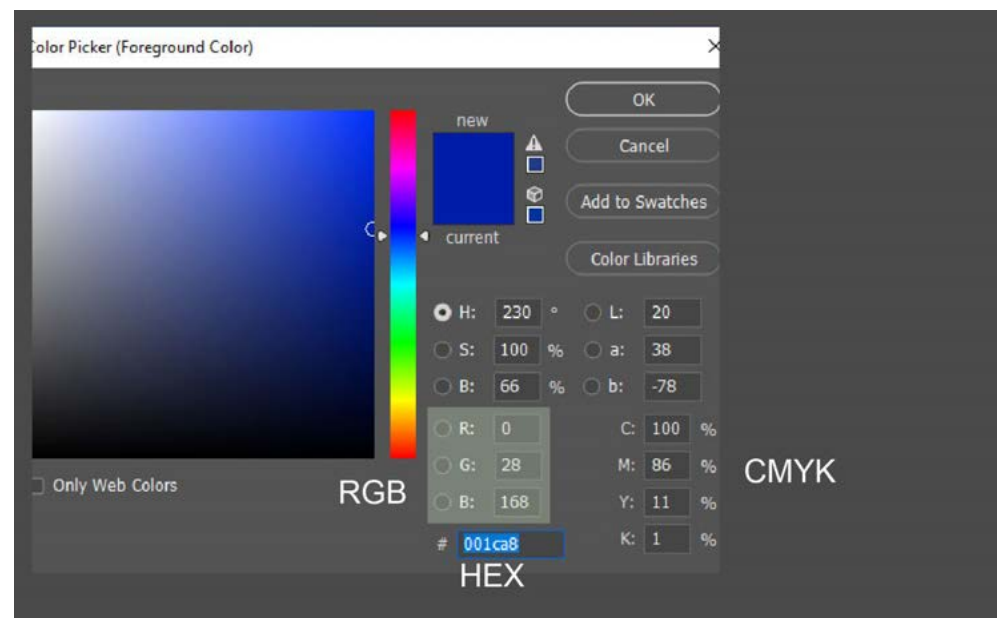 Color Picker (Foreground Color)
OK
new
Cancel
Add to Swatches
current
Color Libraries
H: 230 °
L: 20
S: 100 %
a: 38
B: 66 %
b: -78
R: 0
C: 100 %
G: 28
M: 86 %
B: 168
Y: 11 %
# 001ca8
K: 1 %
Only Web Colors
RGB
CMYK
HEX